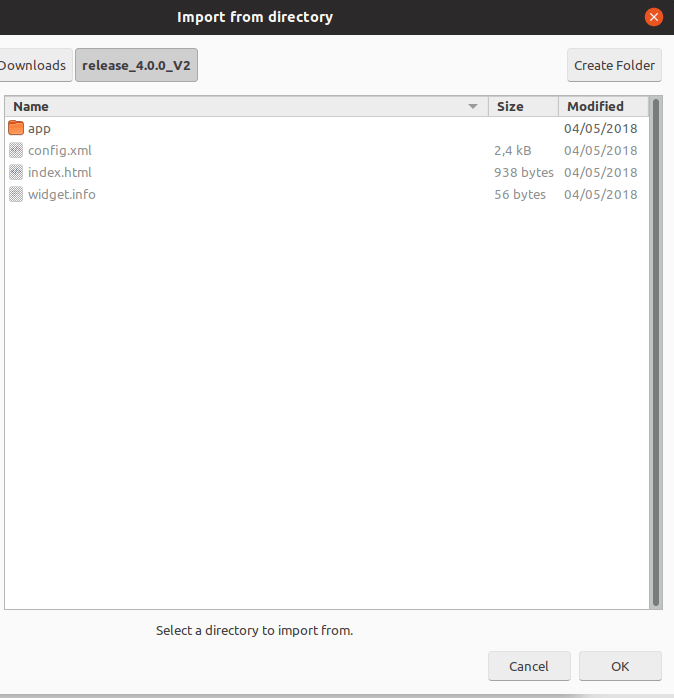 Import from directory
Downloads release_4.0.0_V2 Create Folder
Name Size Modified
app 04/05/2018
config.xml 2,4 kB 04/05/2018
index.html 938 bytes 04/05/2018
widget.info 56 bytes 04/05/2018
Select a directory to import from.
Cancel OK